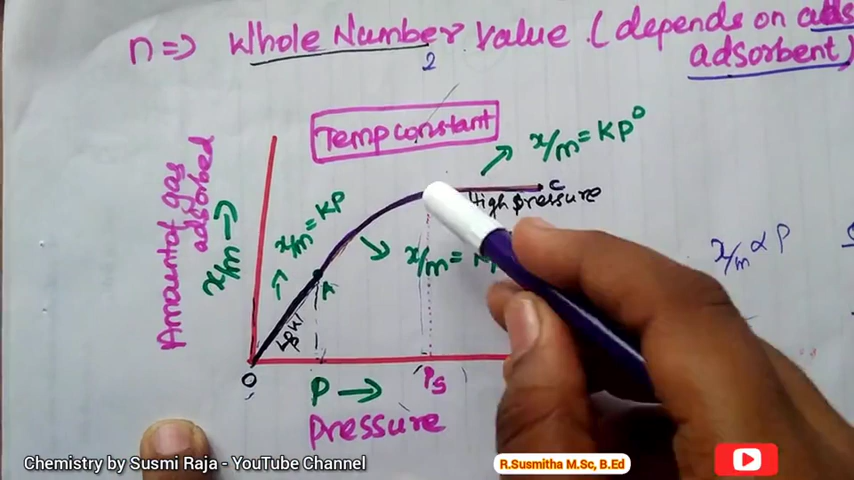 n=> Whole Number Value (depends on ads
adsorbent)
2
Temp constant
x/m = KP⁰
Amount of gas
adsorbed
x/m →
x/m = KP
High pressure
C
x/m =
x/m ∝ P
A
Low
P
O
P →
Ps
pressure
Chemistry by Susmi Raja - YouTube Channel
R.Susmitha M.Sc, B.Ed